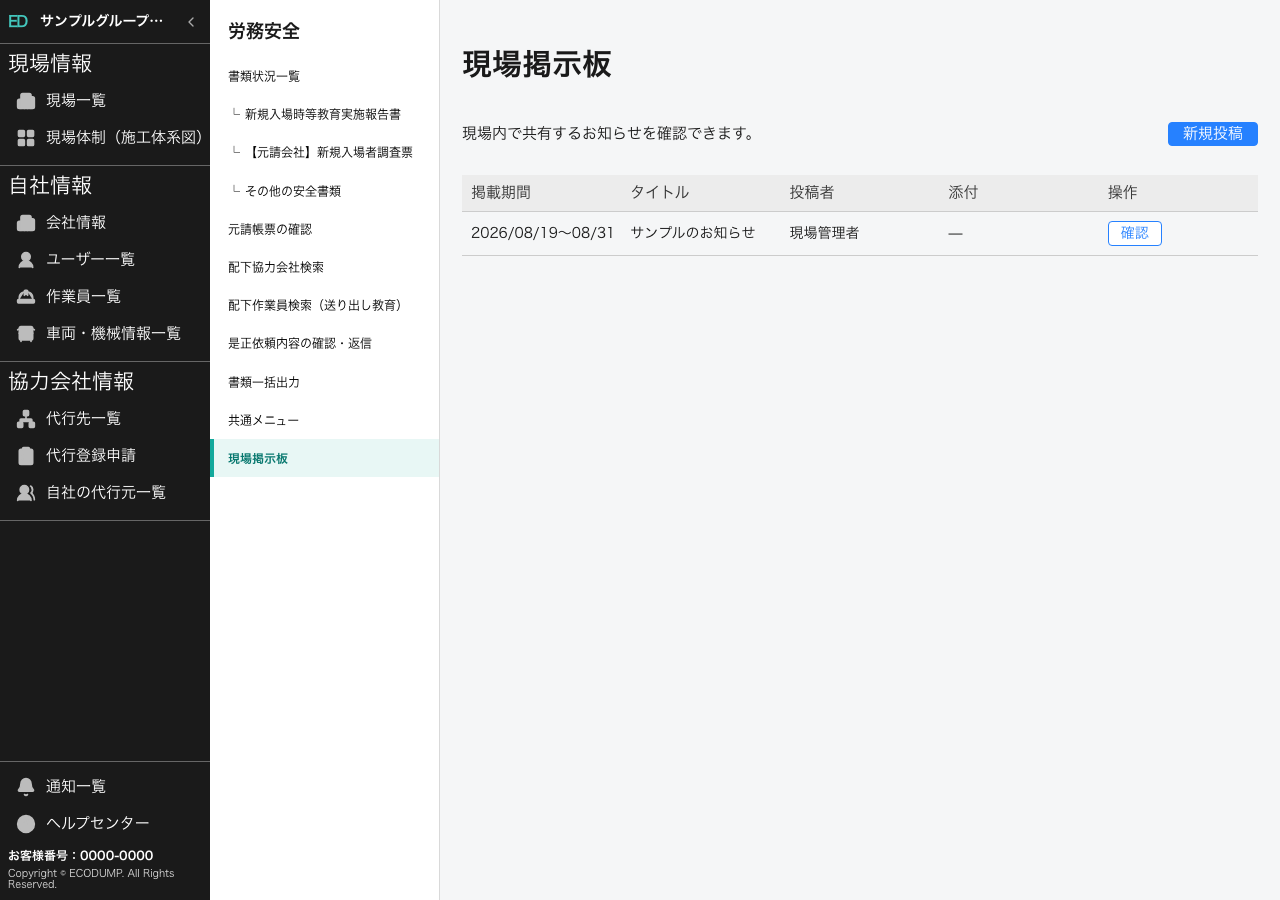 ED サンプルグループ…
現場情報
現場一覧
現場体制（施工体系図）
自社情報
会社情報
ユーザー一覧
作業員一覧
車両・機械情報一覧
協力会社情報
代行先一覧
代行登録申請
自社の代行元一覧
通知一覧
ヘルプセンター
お客様番号：0000-0000
Copyright © ECODUMP. All Rights
Reserved.
労務安全
書類状況一覧
└ 新規入場時等教育実施報告書
└ 【元請会社】新規入場者調査票
└ その他の安全書類
元請帳票の確認
配下協力会社検索
配下作業員検索（送り出し教育）
是正依頼内容の確認・返信
書類一括出力
共通メニュー
現場掲示板
現場掲示板
現場内で共有するお知らせを確認できます。 新規投稿
掲載期間 タイトル 投稿者 添付 操作
2026/08/19〜08/31 サンプルのお知らせ 現場管理者 — 確認